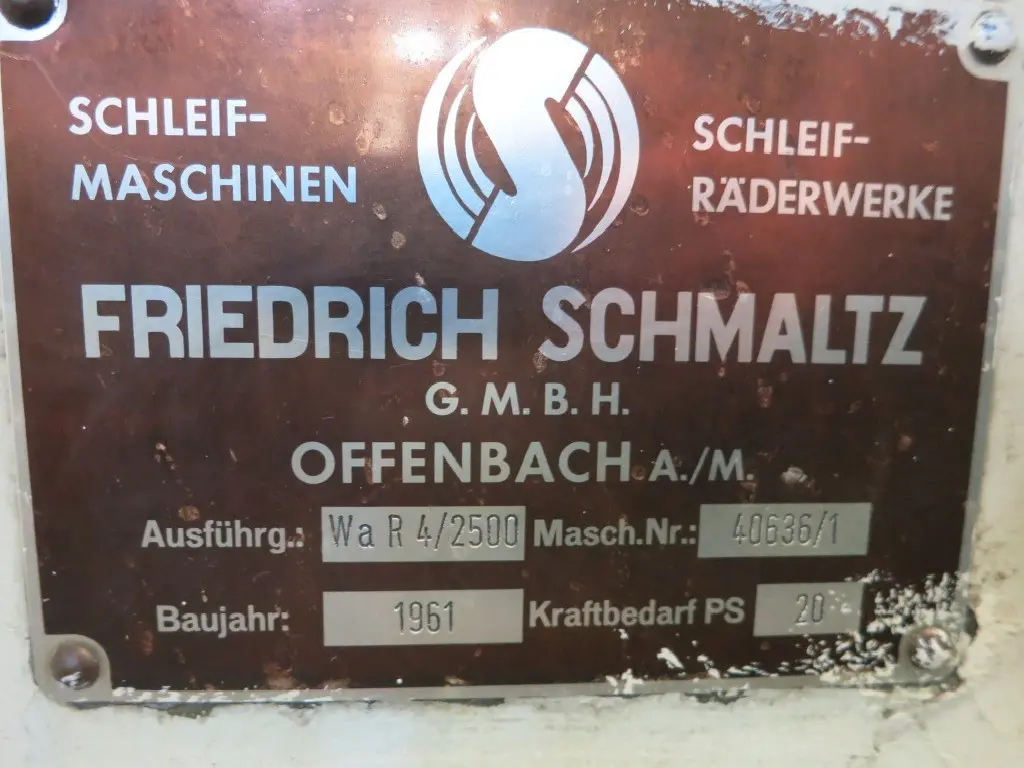 SCHLEIF-
MASCHINEN
SCHLEIF-
RÄDERWERKE
FRIEDRICH SCHMALTZ
G. M. B. H.
OFFENBACH A./M.
Ausführg.: Wa R 4/2500 Masch.Nr.: 40636/1
Baujahr: 1961 Kraftbedarf PS 20